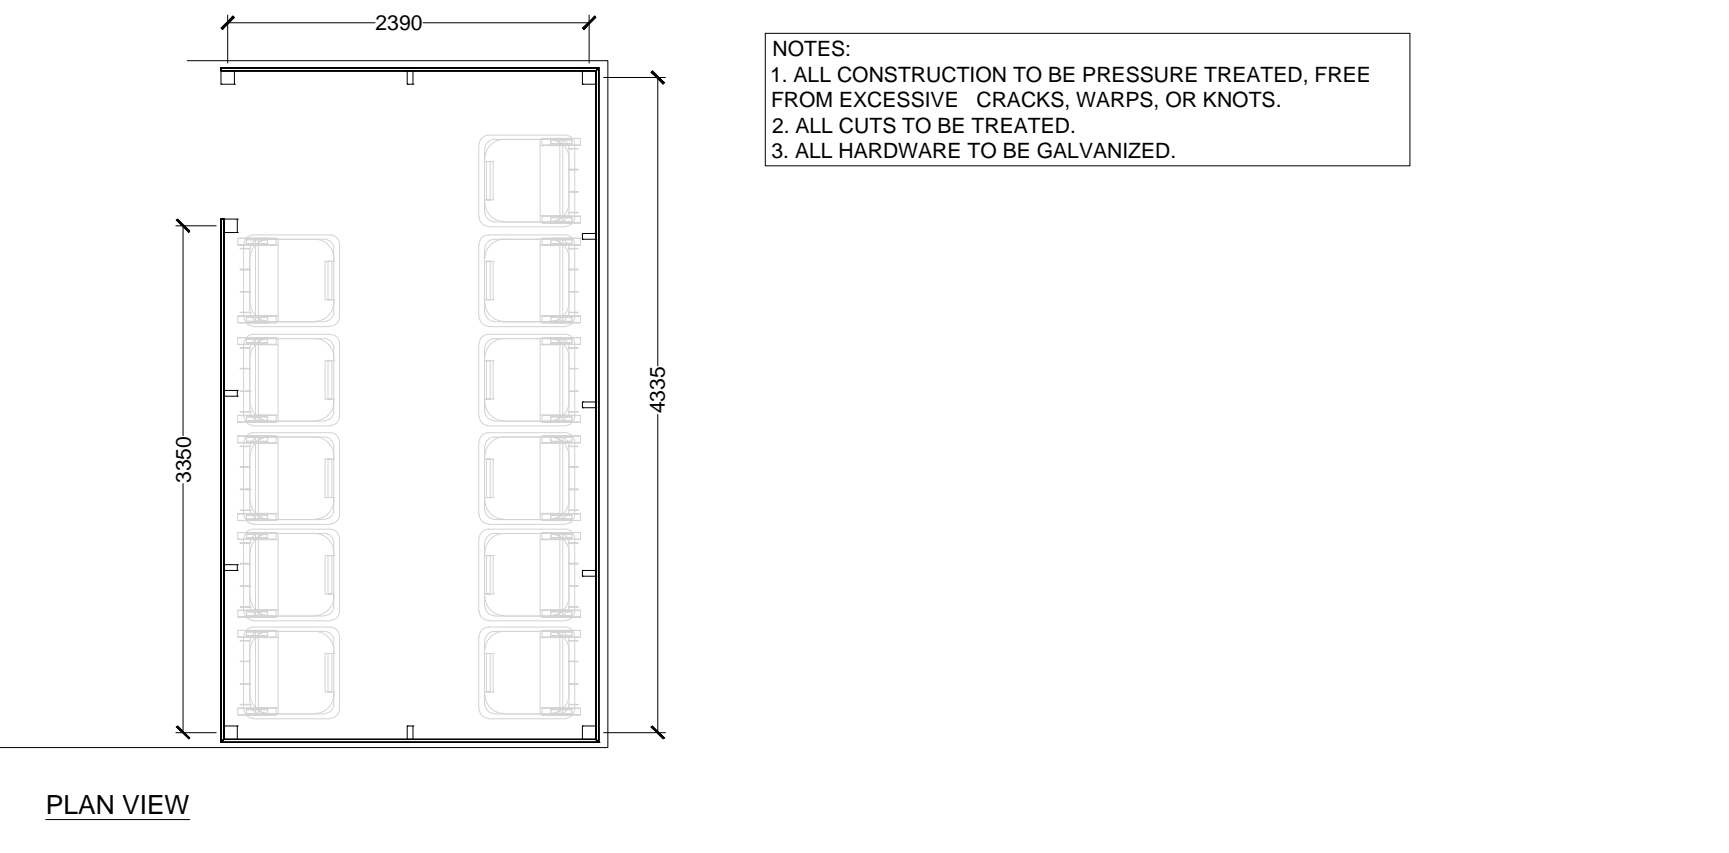 2390
NOTES:
1. ALL CONSTRUCTION TO BE PRESSURE TREATED, FREE
FROM EXCESSIVE CRACKS, WARPS, OR KNOTS.
2. ALL CUTS TO BE TREATED.
3. ALL HARDWARE TO BE GALVANIZED.
4335
3350
PLAN VIEW